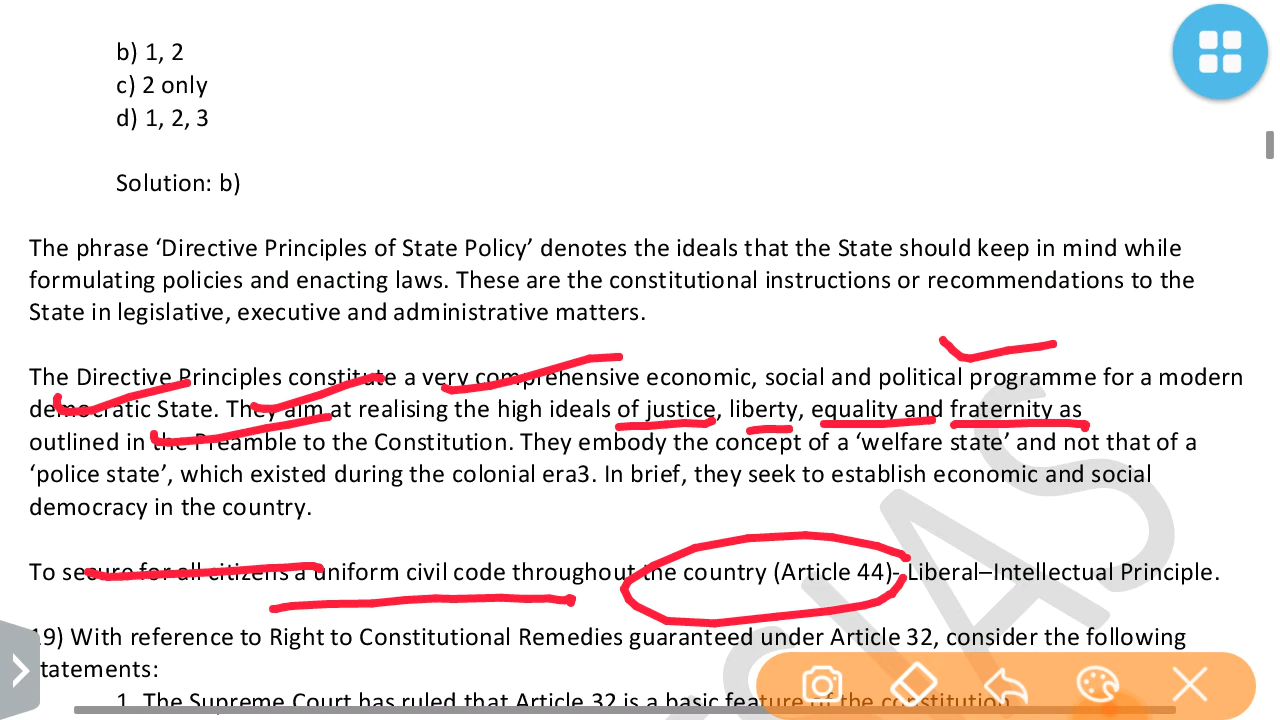 b) 1, 2
c) 2 only
d) 1, 2, 3
Solution: b)
The phrase ‘Directive Principles of State Policy’ denotes the ideals that the State should keep in mind while
formulating policies and enacting laws. These are the constitutional instructions or recommendations to the
State in legislative, executive and administrative matters.
The Directive Principles constitute a very comprehensive economic, social and political programme for a modern
democratic State. They aim at realising the high ideals of justice, liberty, equality and fraternity as
outlined in the Preamble to the Constitution. They embody the concept of a ‘welfare state’ and not that of a
‘police state’, which existed during the colonial era3. In brief, they seek to establish economic and social
democracy in the country.
To secure for all citizens a uniform civil code throughout the country (Article 44)- Liberal–Intellectual Principle.
19) With reference to Right to Constitutional Remedies guaranteed under Article 32, consider the following
tatements:
1. The Supreme Court has ruled that Article 32 is a basic feature of the constitution.
IAS